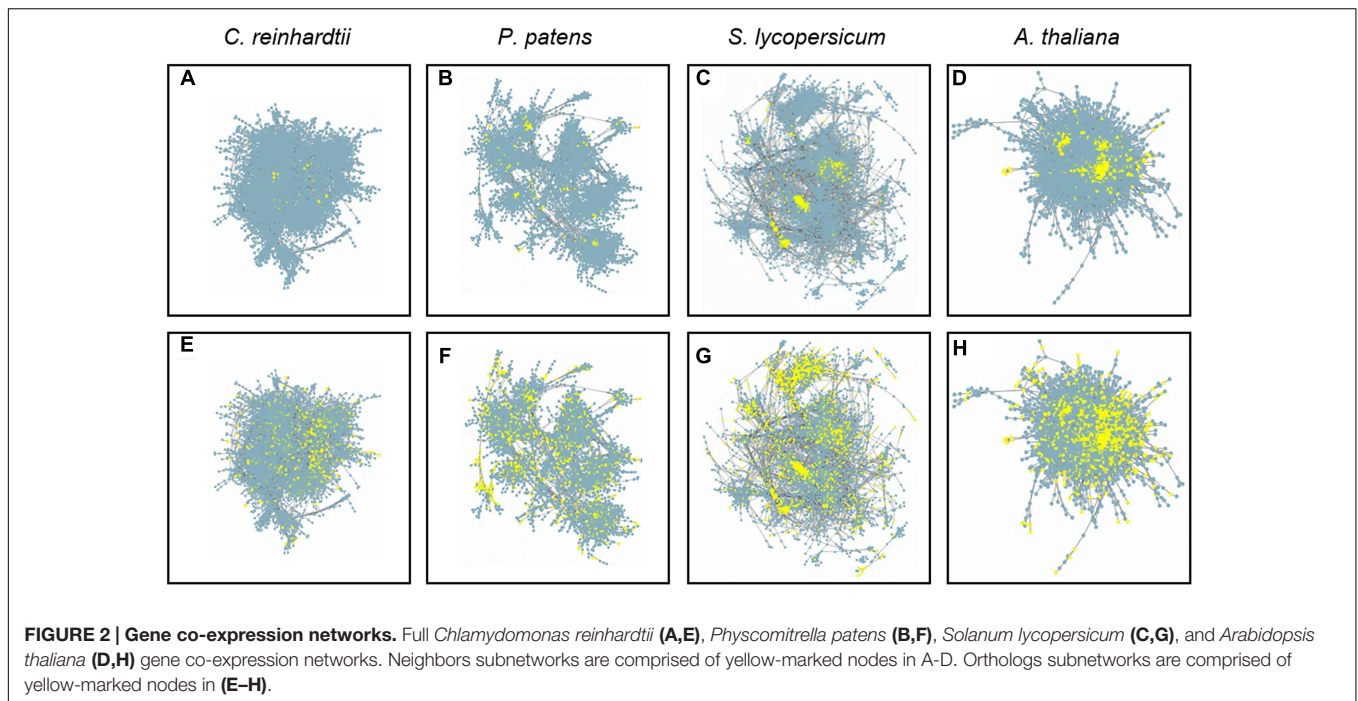 C. reinhardtii
P. patens
S. lycopersicum
A. thaliana
A
B
C
D
E
F
G
H
FIGURE 2 | Gene co-expression networks. Full Chlamydomonas reinhardtii (A,E), Physcomitrella patens (B,F), Solanum lycopersicum (C,G), and Arabidopsis
thaliana (D,H) gene co-expression networks. Neighbors subnetworks are comprised of yellow-marked nodes in A-D. Orthologs subnetworks are comprised of
yellow-marked nodes in (E–H).